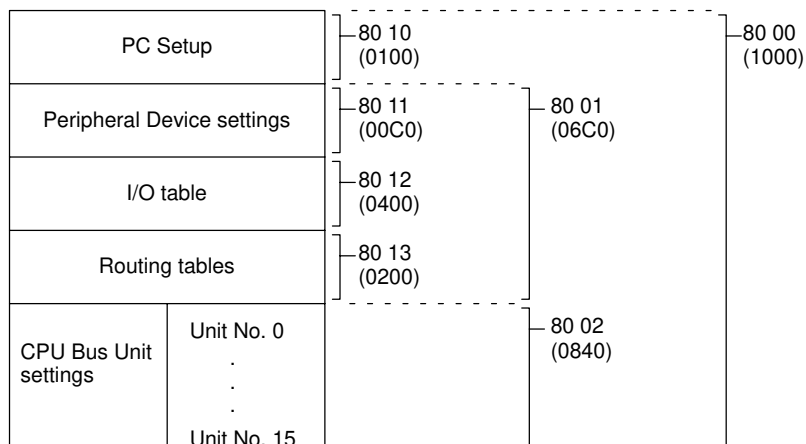 PC Setup
80 10
(0100)
80 00
(1000)
Peripheral Device settings
80 11
(00C0)
80 01
(06C0)
I/O table
80 12
(0400)
Routing tables
80 13
(0200)
CPU Bus Unit
settings
Unit No. 0
.
.
.
Unit No. 15
80 02
(0840)